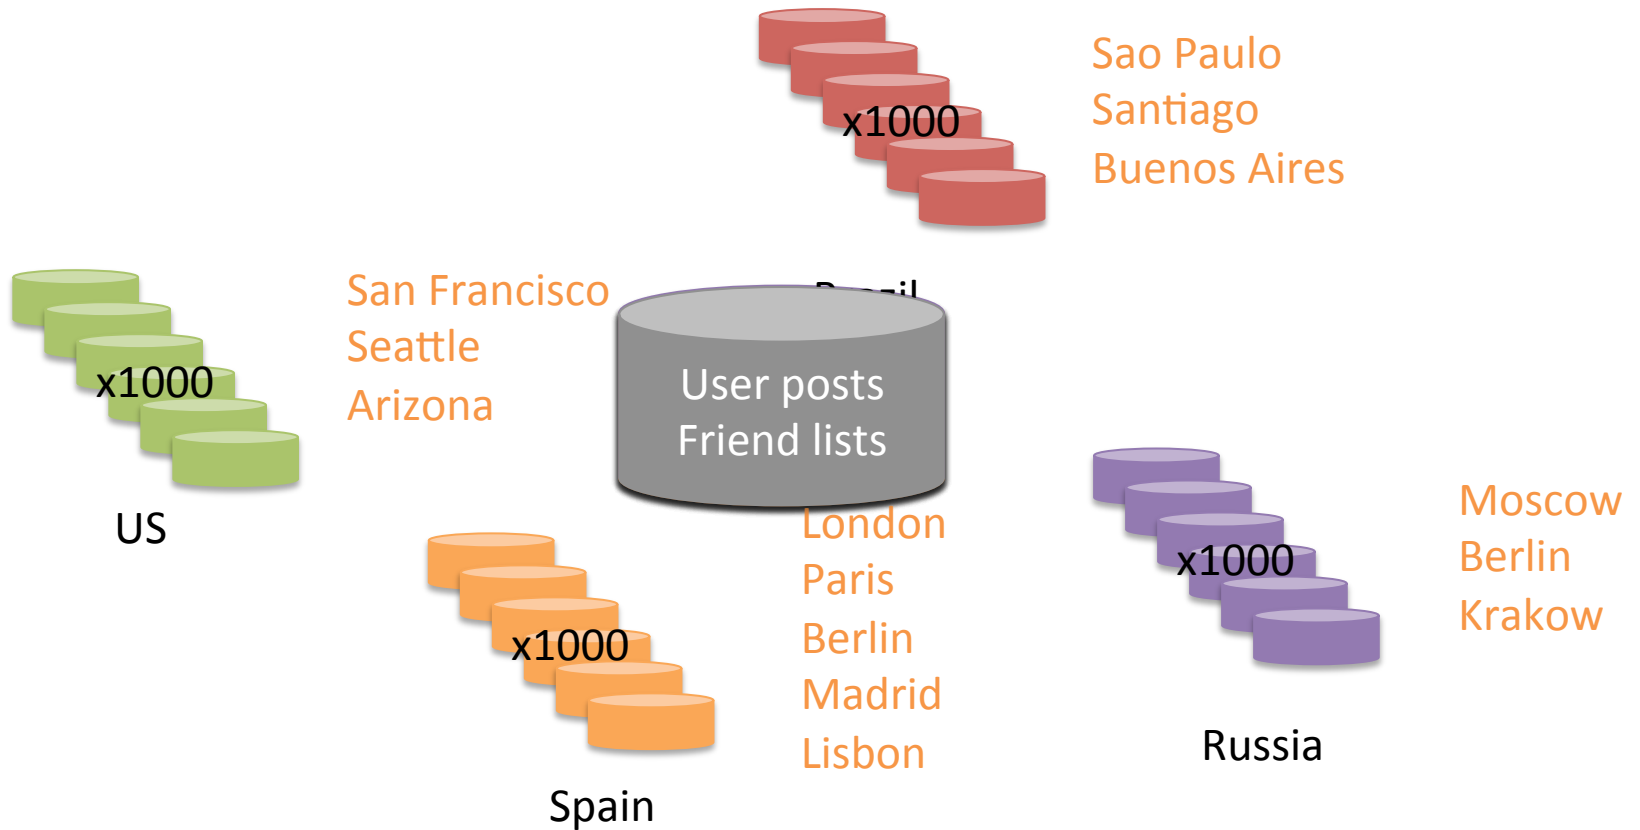 Sao Paulo
Santiago
Buenos Aires
x1000
Brazil
San Francisco
Seattle
Arizona
x1000
US
User posts
Friend lists
London
Paris
Berlin
Madrid
Lisbon
x1000
Spain
Moscow
Berlin
Krakow
x1000
Russia